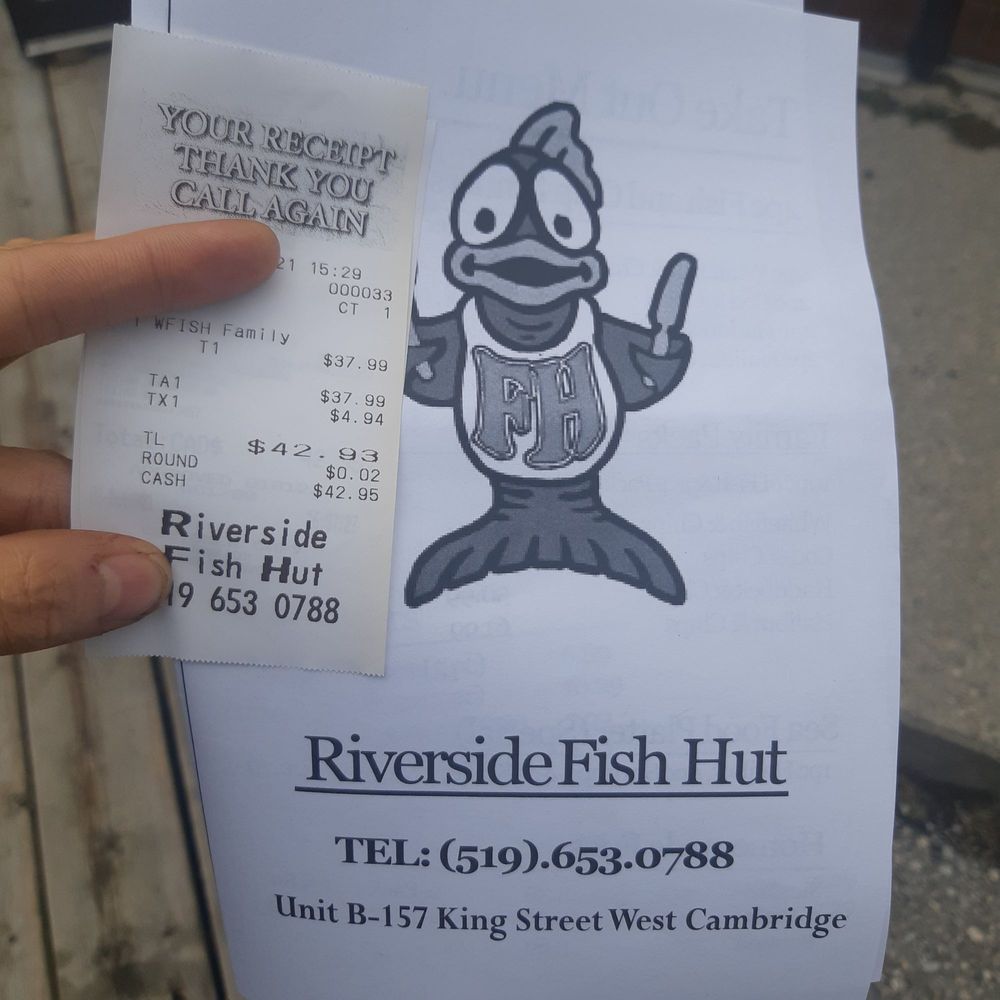 YOUR RECEIPT
THANK YOU
CALL AGAIN
21 15:29
000033
CT 1
WFISH Family
T1
$37.99
TA1 $37.99
TX1 $4.94
TL $42.93
ROUND $0.02
CASH $42.95
Riverside
Fish Hut
19 653 0788
FH
Riverside Fish Hut
TEL: (519).653.0788
Unit B-157 King Street West Cambridge